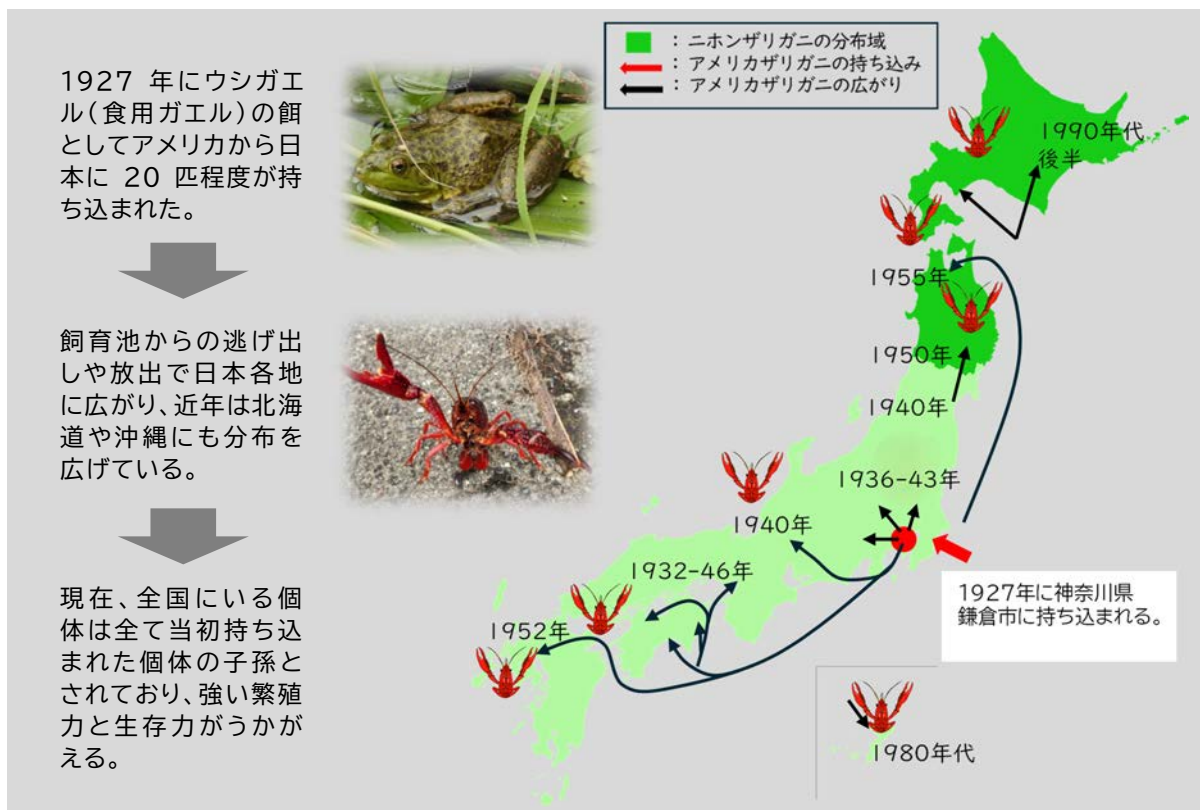 1927 年にウシガエ
ル(食用ガエル)の餌
としてアメリカから日
本に 20 匹程度が持
ち込まれた。
飼育池からの逃げ出
しや放出で日本各地
に広がり、近年は北海
道や沖縄にも分布を
広げている。
現在、全国にいる個
体は全て当初持ち込
まれた個体の子孫と
されており、強い繁殖
力と生存力がうかが
える。
：ニホンザリガニの分布域
：アメリカザリガニの持ち込み
：アメリカザリガニの広がり
1990年代
後半
1955年
1950年
1940年
1936-43年
1940年
1932-46年
1952年
1927年に神奈川県
鎌倉市に持ち込まれる。
1980年代